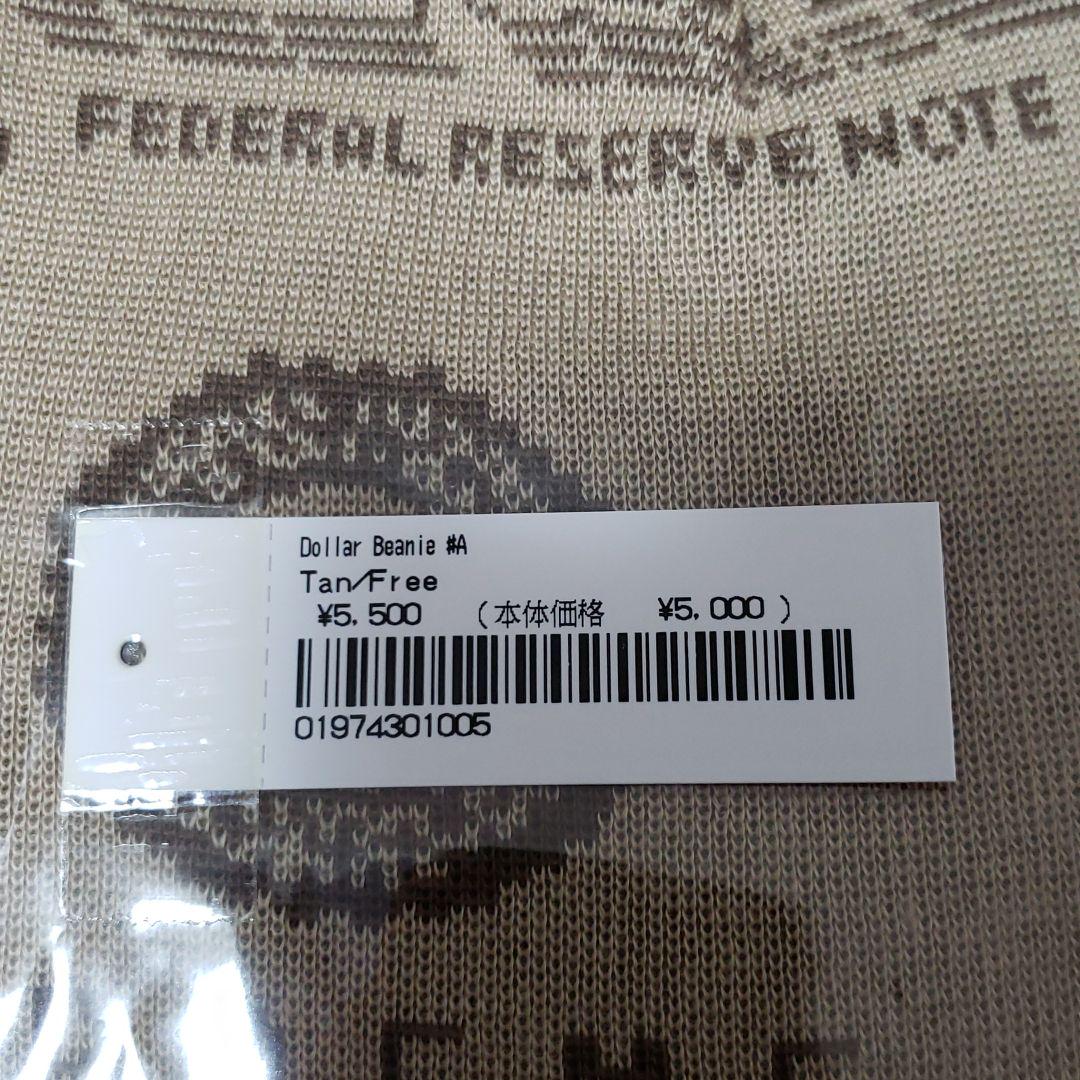 FEDERAL RESERVE NOTE
Dollar Beanie #A
Tan/Free
¥5,500 (本体価格 ¥5,000)
01974301005